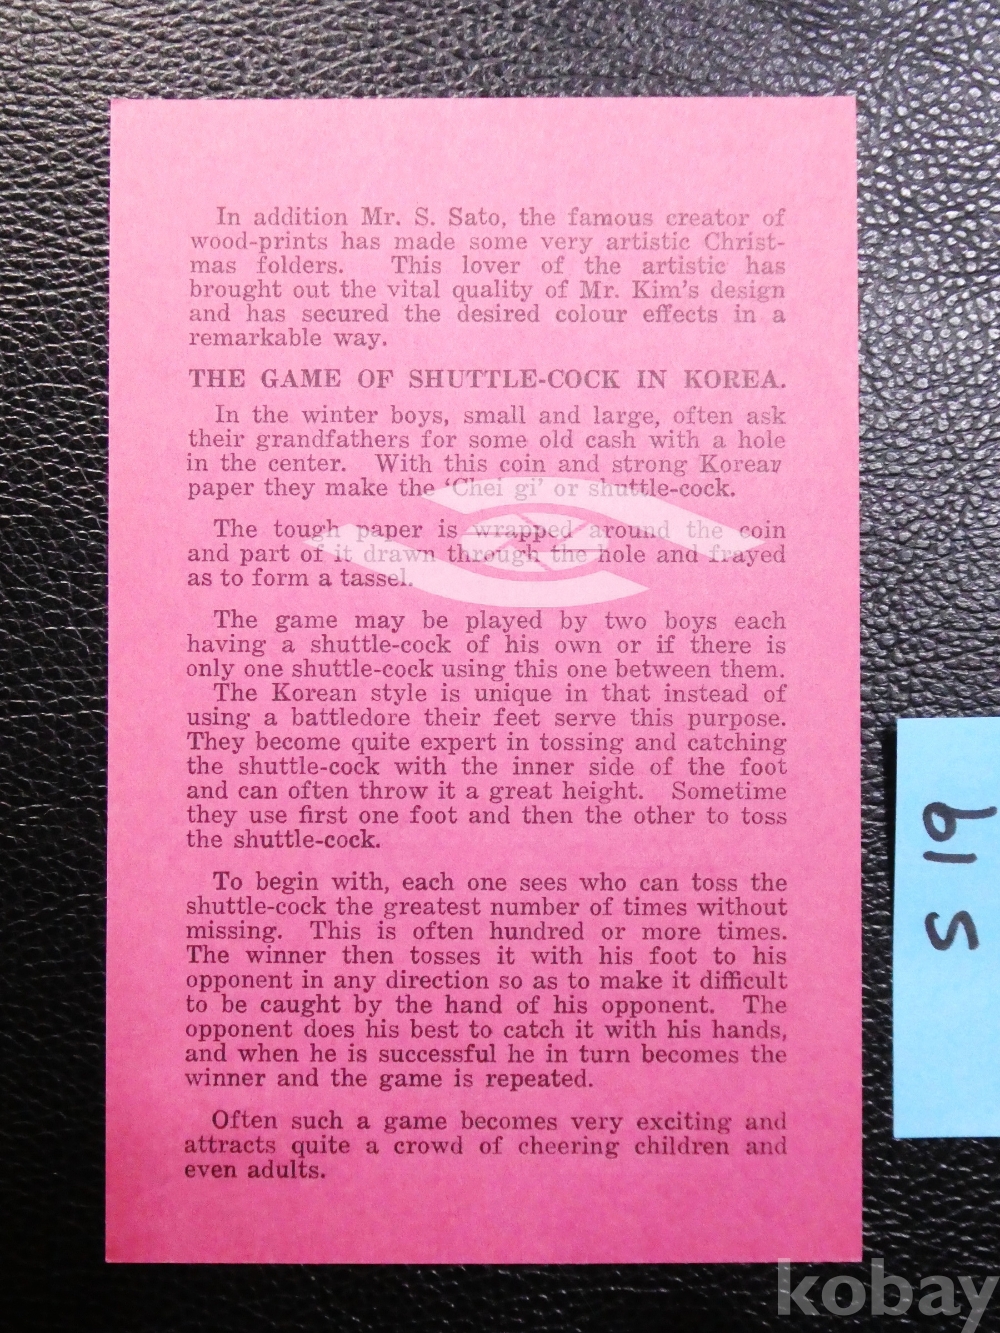 In addition Mr. S. Sato, the famous creator of
wood-prints has made some very artistic Christ-
mas folders. This lover of the artistic has
brought out the vital quality of Mr. Kim's design
and has secured the desired colour effects in a
remarkable way.
THE GAME OF SHUTTLE-COCK IN KOREA.
In the winter boys, small and large, often ask
their grandfathers for some old cash with a hole
in the center. With this coin and strong Korean
paper they make the 'Chei gi' or shuttle-cock.
The tough paper is wrapped around the coin
and part of it drawn through the hole and frayed
as to form a tassel.
The game may be played by two boys each
having a shuttle-cock of his own or if there is
only one shuttle-cock using this one between them.
The Korean style is unique in that instead of
using a battledore their feet serve this purpose.
They become quite expert in tossing and catching
the shuttle-cock with the inner side of the foot
and can often throw it a great height. Sometime
they use first one foot and then the other to toss
the shuttle-cock.
To begin with, each one sees who can toss the
shuttle-cock the greatest number of times without
missing. This is often hundred or more times.
The winner then tosses it with his foot to his
opponent in any direction so as to make it difficult
to be caught by the hand of his opponent. The
opponent does his best to catch it with his hands,
and when he is successful he in turn becomes the
winner and the game is repeated.
Often such a game becomes very exciting and
attracts quite a crowd of cheering children and
even adults.
S 19
kobay